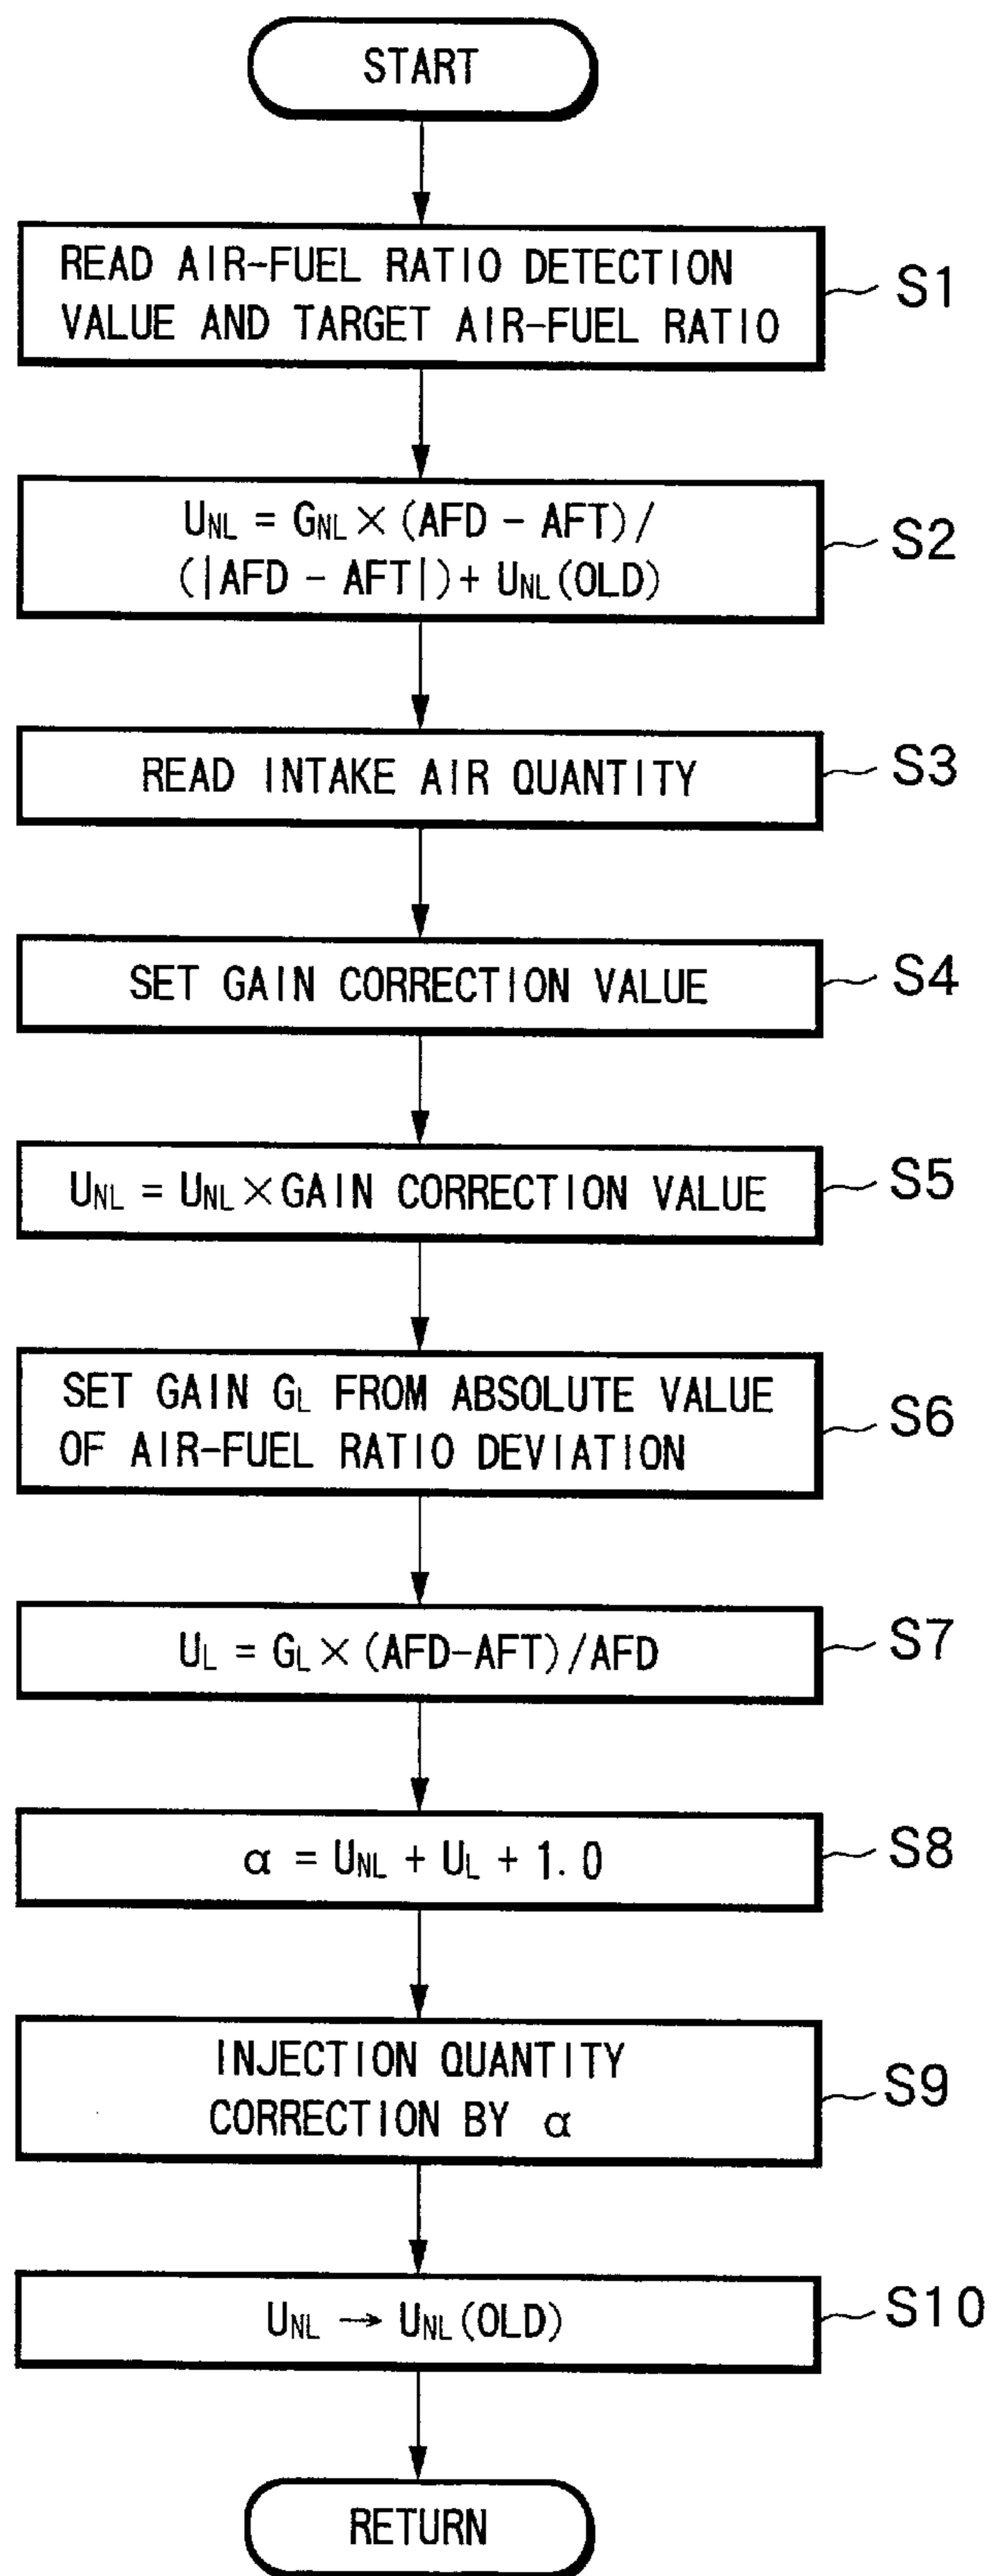 START
READ AIR-FUEL RATIO DETECTION
VALUE AND TARGET AIR-FUEL RATIO
S1
UNL = GNL × (AFD - AFT)/
(|AFD - AFT|) + UNL(OLD)
S2
READ INTAKE AIR QUANTITY
S3
SET GAIN CORRECTION VALUE
S4
UNL = UNL × GAIN CORRECTION VALUE
S5
SET GAIN GL FROM ABSOLUTE VALUE
OF AIR-FUEL RATIO DEVIATION
S6
UL = GL × (AFD-AFT)/AFD
S7
α = UNL + UL + 1.0
S8
INJECTION QUANTITY
CORRECTION BY α
S9
UNL → UNL(OLD)
S10
RETURN